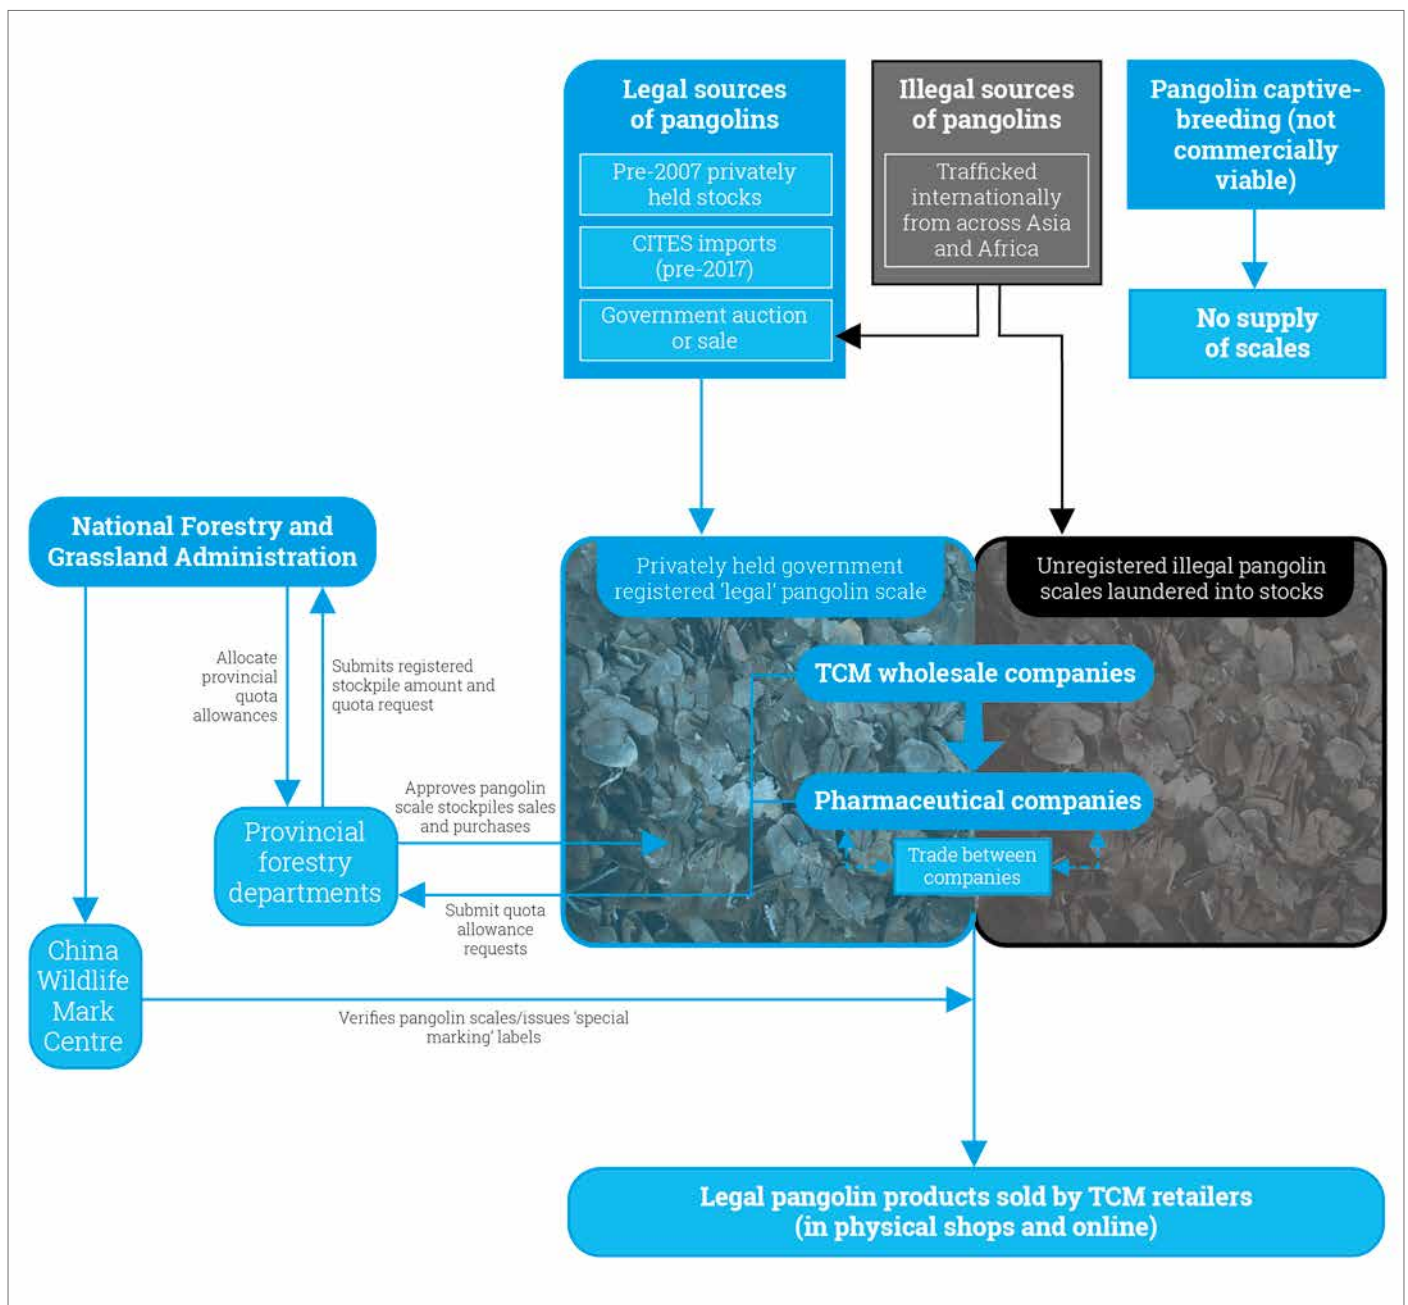 Legal sources
of pangolins
Pre-2007 privately
held stocks
CITES imports
(pre-2017)
Government auction
or sale
Illegal sources
of pangolins
Trafficked
internationally
from across Asia
and Africa
Pangolin captive-
breeding (not
commercially
viable)
No supply
of scales
National Forestry and
Grassland Administration
Allocate
provincial
quota
allowances
Submits registered
stockpile amount and
quota request
Provincial
forestry
departments
Approves pangolin
scale stockpiles sales
and purchases
Submit quota
allowance
requests
China
Wildlife
Mark
Centre
Verifies pangolin scales/issues ‘special
marking’ labels
Privately held government
registered ‘legal’ pangolin scale
Unregistered illegal pangolin
scales laundered into stocks
TCM wholesale companies
Pharmaceutical companies
Trade between
companies
Legal pangolin products sold by TCM retailers
(in physical shops and online)